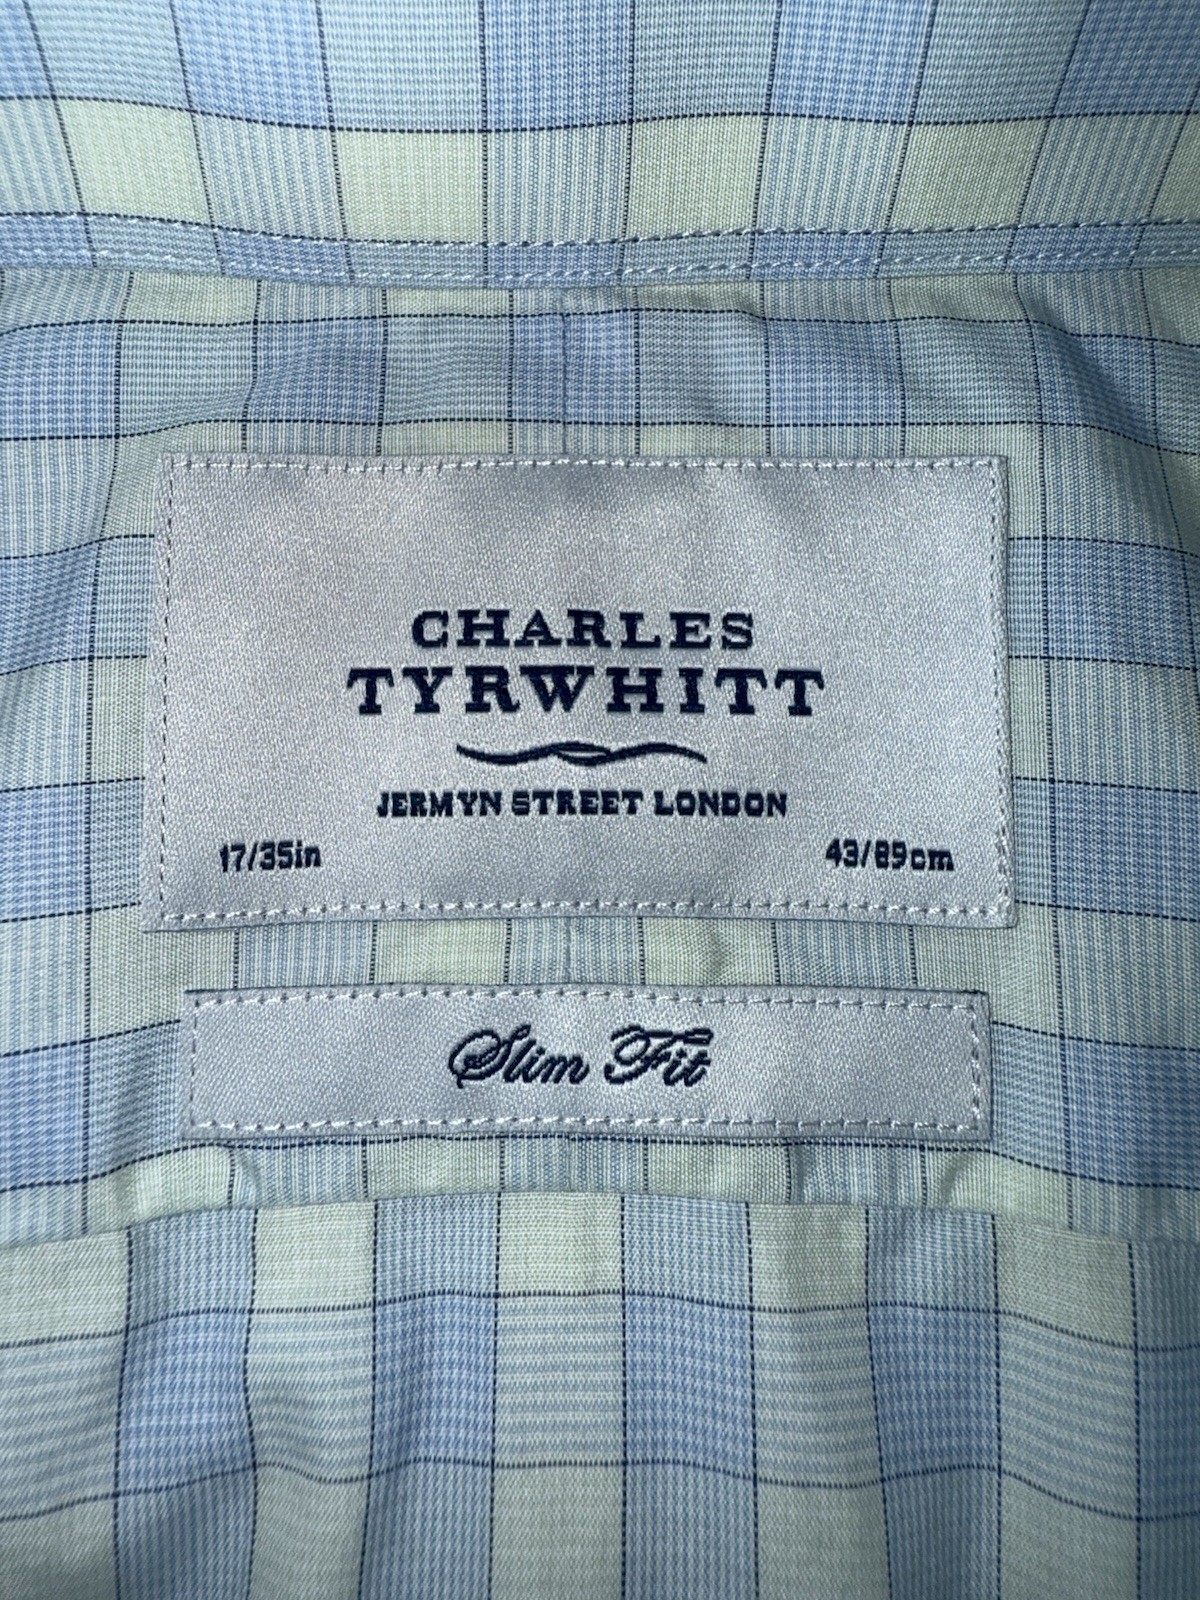 CHARLES
TYRWHITT
JERMYN STREET LONDON
17/35in
43/89cm
Slim Fit